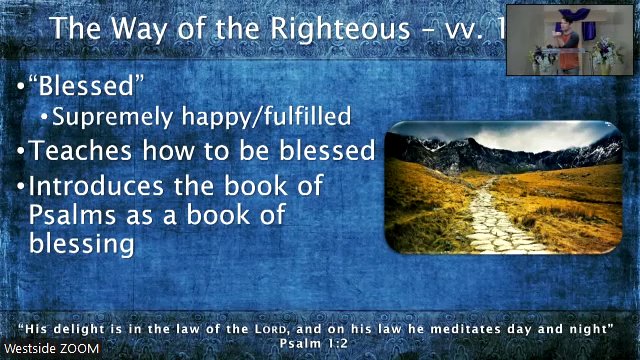 The Way of the Righteous – vv. 1
•“Blessed”
•Supremely happy/fulfilled
•Teaches how to be blessed
•Introduces the book of
Psalms as a book of
blessing
“His delight is in the law of the LORD, and on his law he meditates day and night”
Psalm 1:2
Westside ZOOM